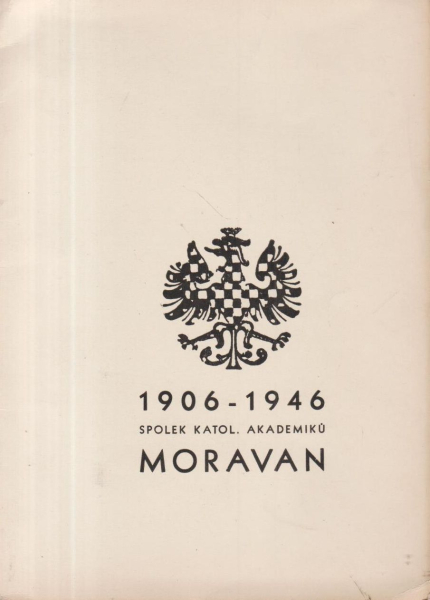 1906-1946
SPOLEK KATOL. AKADEMIKŮ
MORAVAN